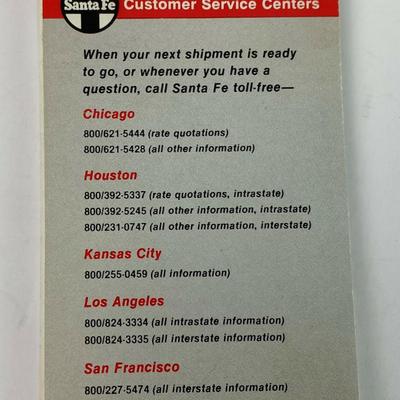 Santa Fe
Customer Service Centers
When your next shipment is ready
to go, or whenever you have a
question, call Santa Fe toll-free—
Chicago
800/621-5444 (rate quotations)
800/621-5428 (all other information)
Houston
800/392-5337 (rate quotations, intrastate)
800/392-5245 (all other information, intrastate)
800/231-0747 (all other information, interstate)
Kansas City
800/255-0459 (all information)
Los Angeles
800/824-3334 (all intrastate information)
800/824-3335 (all interstate information)
San Francisco
800/227-5474 (all interstate information)